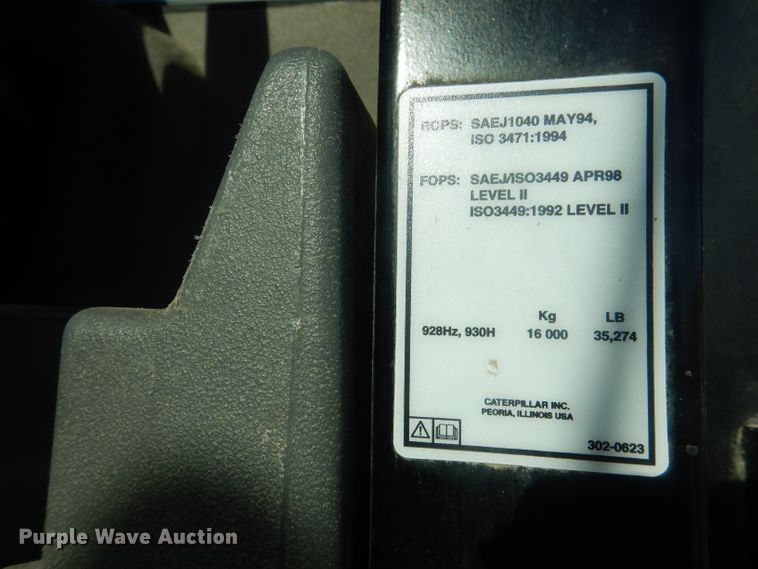 ROPS: SAEJ1040 MAY94,
ISO 3471:1994
FOPS: SAEJ/ISO3449 APR98
LEVEL II
ISO3449:1992 LEVEL II
Kg LB
928Hz, 930H 16 000 35,274
CATERPILLAR INC.
PEORIA, ILLINOIS USA
302-0623
Purple Wave Auction